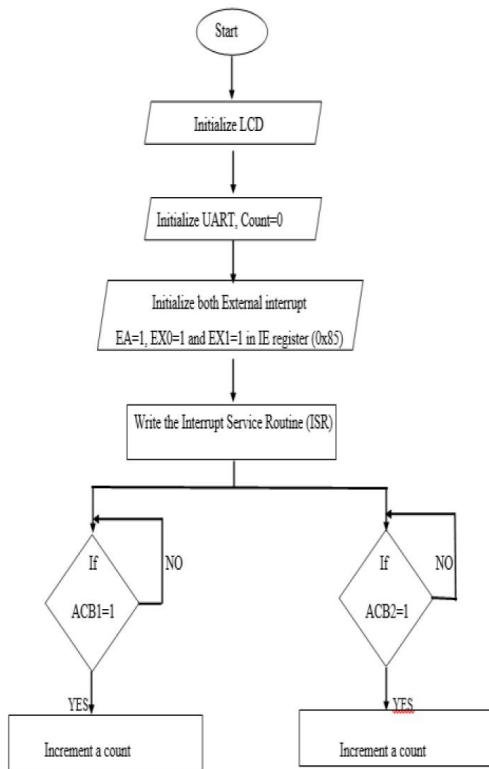 Start
Initialize LCD
Initialize UART, Count=0
Initialize both External interrupt
EA=1, EX0=1 and EX1=1 in IE register (0x85)
Write the Interrupt Service Routine (ISR)
If
NO
ACB1=1
If
NO
ACB2=1
YES
YES
Increment a count
Increment a count